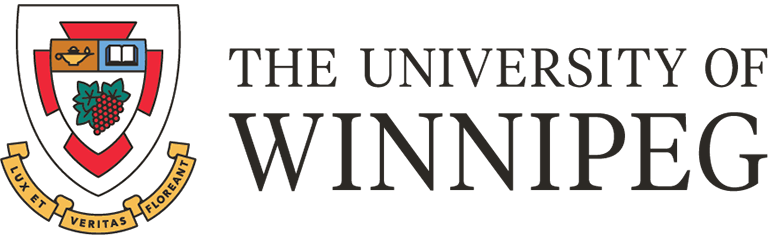 THE UNIVERSITY OF
WINNIPEG
LUX ET VERITAS FLOREANT